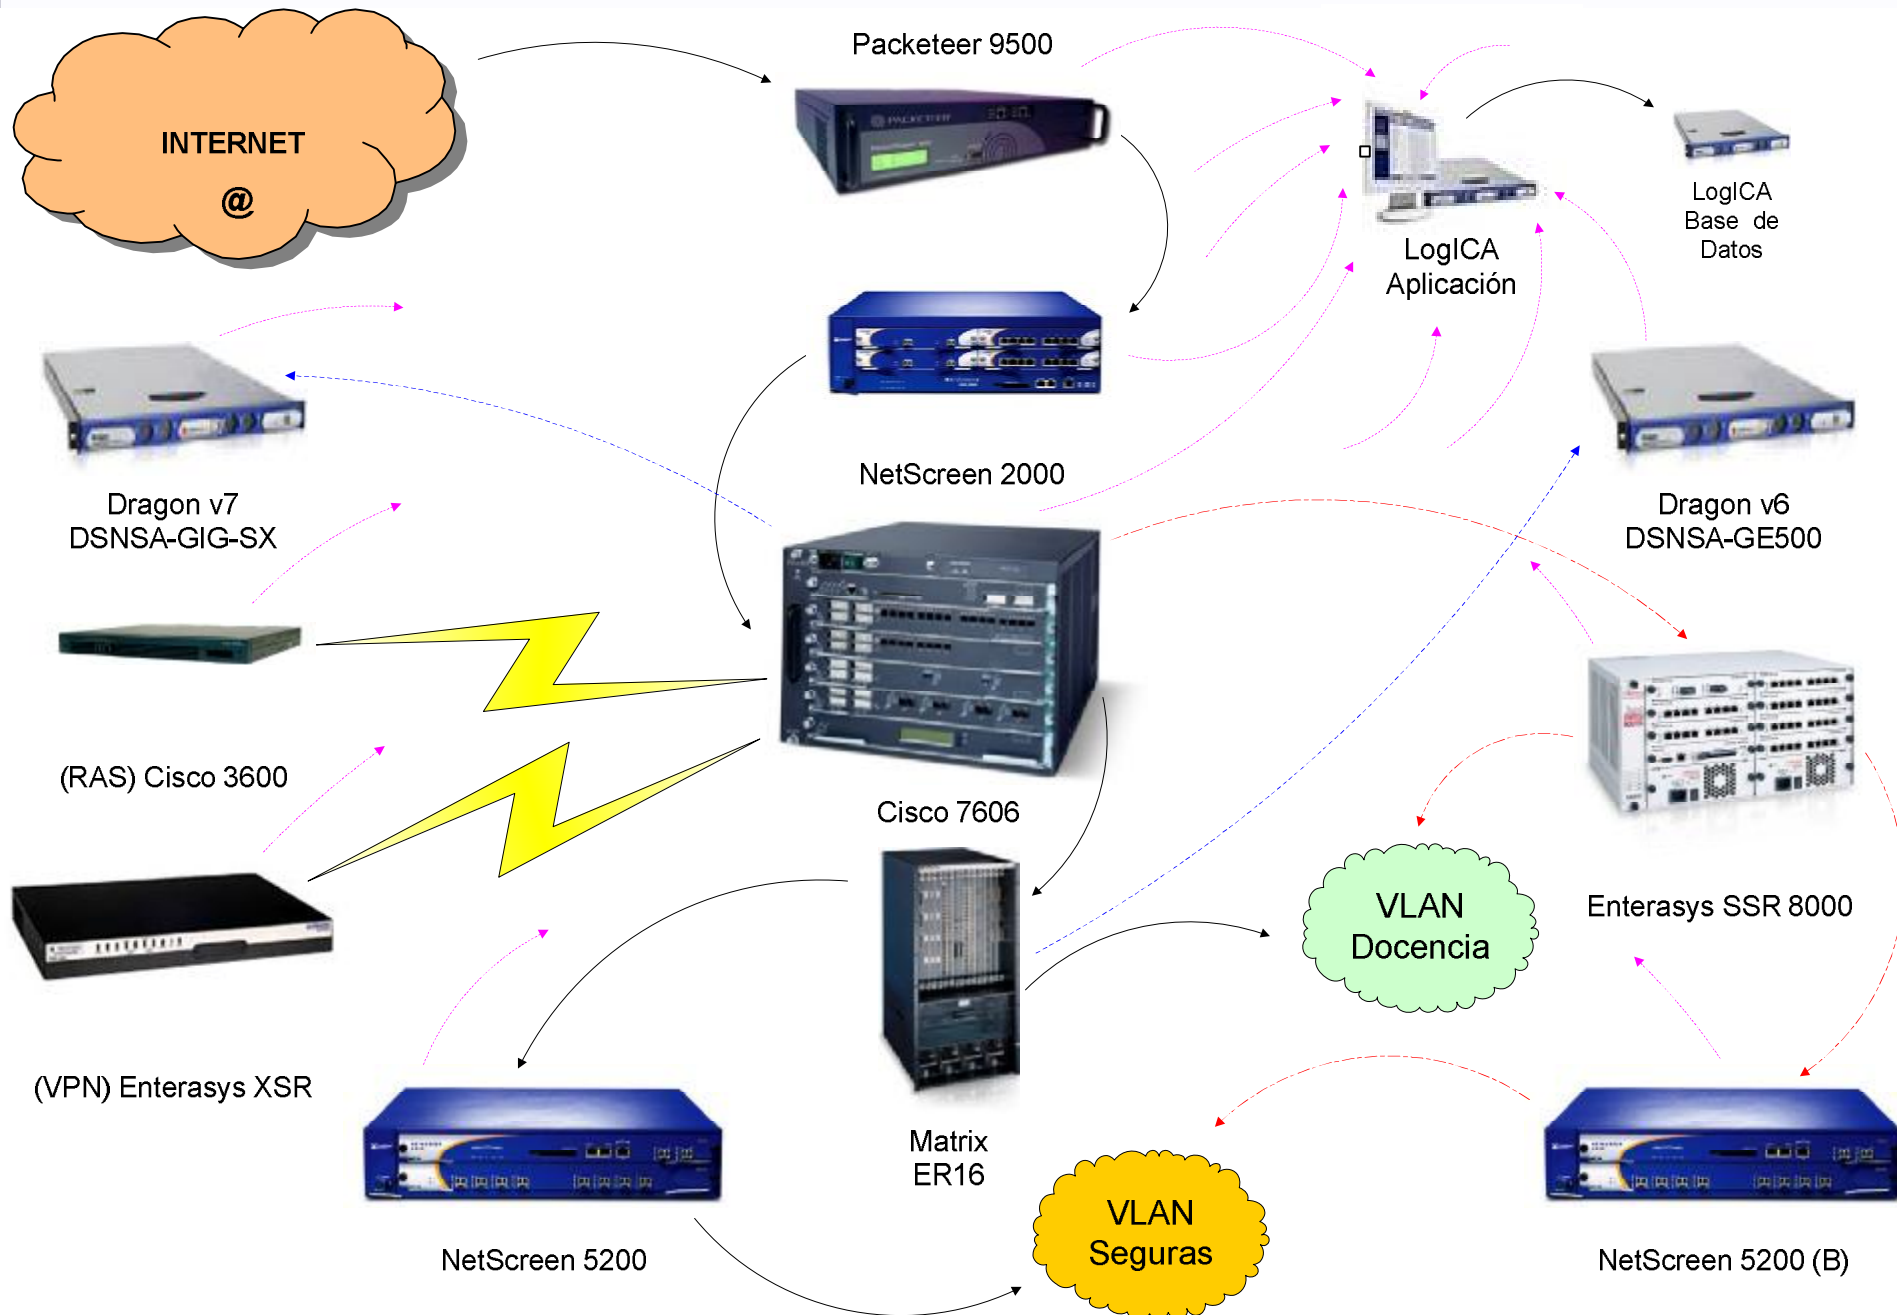 Packeteer 9500
INTERNET
@
PACKETEER
LogICA
Base de
Datos
LogICA
Aplicación
NetScreen 2000
Dragon v7
DSNSA-GIG-SX
Dragon v6
DSNSA-GE500
(RAS) Cisco 3600
Cisco 7606
VLAN
Docencia
Enterasys SSR 8000
(VPN) Enterasys XSR
Matrix
ER16
VLAN
Seguras
NetScreen 5200
NetScreen 5200 (B)